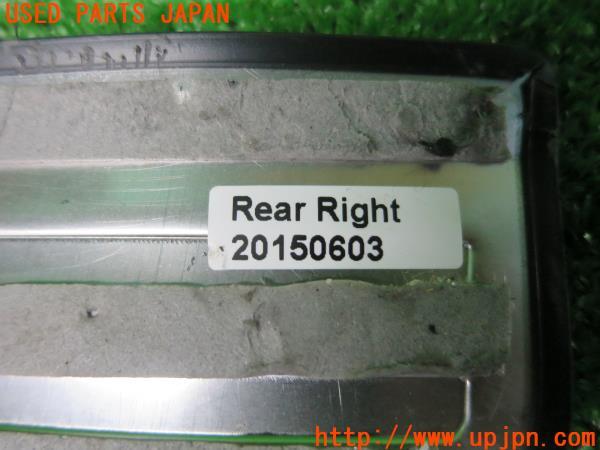 USED PARTS JAPAN
Rear Right
20150603
http://www.upjpn.com/